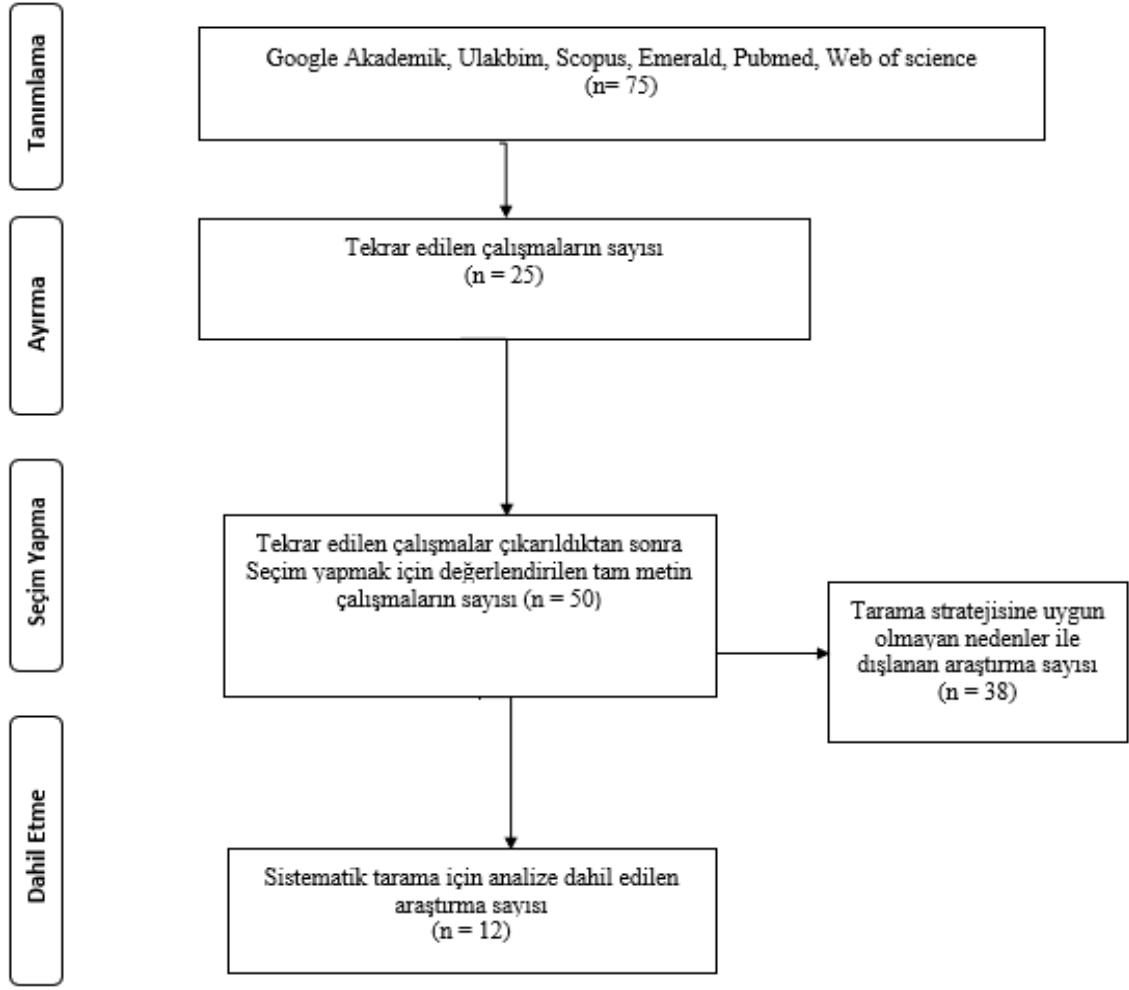 Tanımlama
Google Akademik, Ulakbim, Scopus, Emerald, Pubmed, Web of science
(n= 75)
Ayırma
Tekrar edilen çalışmaların sayısı
(n = 25)
Seçim Yapma
Tekrar edilen çalışmalar çıkarıldıktan sonra
Seçim yapmak için değerlendirilen tam metin
çalışmaların sayısı (n = 50)
Tarama stratejisine uygun
olmayan nedenler ile
dışlanan araştırma sayısı
(n = 38)
Dahil Etme
Sistematik tarama için analize dahil edilen
araştırma sayısı
(n = 12)